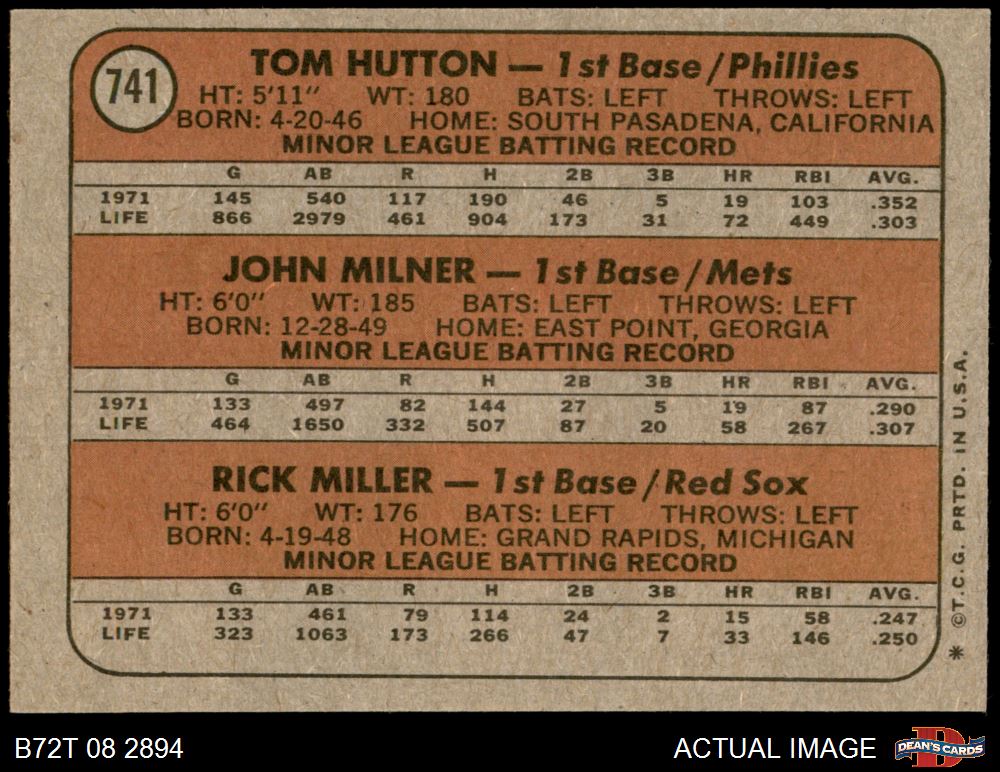 741
TOM HUTTON — 1st Base/Phillies
HT: 5'11" WT: 180 BATS: LEFT THROWS: LEFT
BORN: 4-20-46 HOME: SOUTH PASADENA, CALIFORNIA
MINOR LEAGUE BATTING RECORD
G AB R H 2B 3B HR RBI AVG.
1971 145 540 117 190 46 5 19 103 .352
LIFE 866 2979 461 904 173 31 72 449 .303
JOHN MILNER — 1st Base/Mets
HT: 6'0" WT: 185 BATS: LEFT THROWS: LEFT
BORN: 12-28-49 HOME: EAST POINT, GEORGIA
MINOR LEAGUE BATTING RECORD
G AB R H 2B 3B HR RBI AVG.
1971 133 497 82 144 27 5 19 87 .290
LIFE 464 1650 332 507 87 20 58 267 .307
RICK MILLER — 1st Base/Red Sox
HT: 6'0" WT: 176 BATS: LEFT THROWS: LEFT
BORN: 4-19-48 HOME: GRAND RAPIDS, MICHIGAN
MINOR LEAGUE BATTING RECORD
G AB R H 2B 3B HR RBI AVG.
1971 133 461 79 114 24 2 15 58 .247
LIFE 323 1063 173 266 47 7 33 146 .250
* ©T.C.G. PRTD. IN U.S.A.
B72T 08 2894
ACTUAL IMAGE
D
DEAN'S CARDS